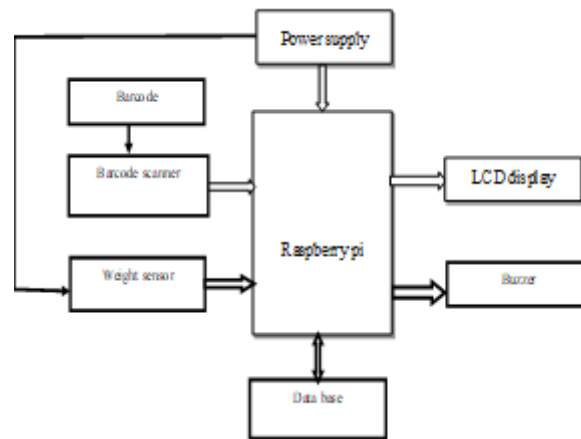 Power supply
Barcode
Barcode scanner
LCD display
Raspberry pi
Weight sensor
Buzzer
Data base